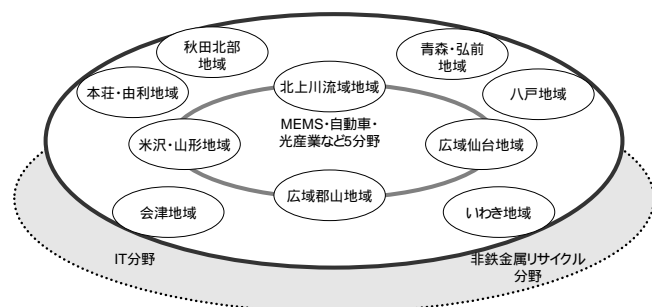 秋田北部
地域
青森・弘前
地域
本荘・由利地域
北上川流域地域
八戸地域
MEMS・自動車・
光産業など5分野
米沢・山形地域
広域仙台地域
広域郡山地域
会津地域
いわき地域
IT分野
非鉄金属リサイクル
分野